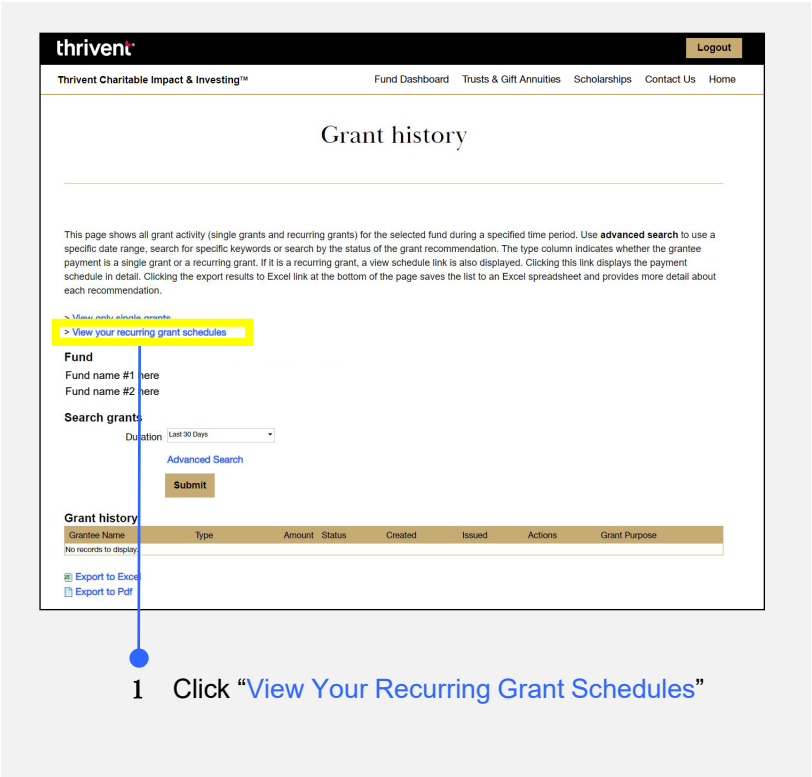 thrivent
Logout
Thrivent Charitable Impact & Investing™
Fund Dashboard Trusts & Gift Annuities Scholarships Contact Us Home
Grant history
This page shows all grant activity (single grants and recurring grants) for the selected fund during a specified time period. Use advanced search to use a
specific date range, search for specific keywords or search by the status of the grant recommendation. The type column indicates whether the grantee
payment is a single grant or a recurring grant. If it is a recurring grant, a view schedule link is also displayed. Clicking this link displays the payment
schedule in detail. Clicking the export results to Excel link at the bottom of the page saves the list to an Excel spreadsheet and provides more detail about
each recommendation.
> View only single grants
> View your recurring grant schedules
Fund
Fund name #1 here
Fund name #2 here
Search grants
Duration Last 30 Days
Advanced Search
Submit
Grant history
Grantee Name Type Amount Status Created Issued Actions Grant Purpose
No records to display.
Export to Excel
Export to Pdf
1 Click “View Your Recurring Grant Schedules”